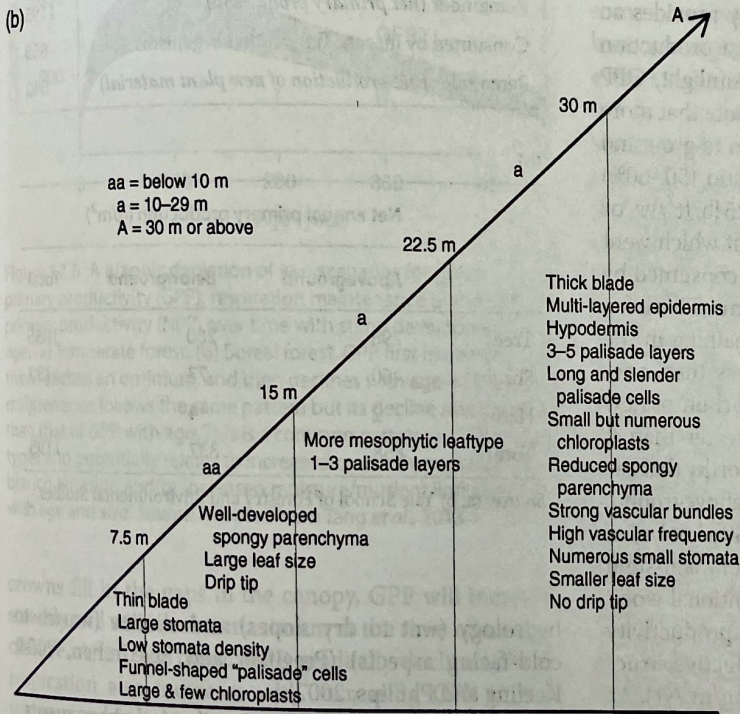 (b)
A
30 m
a
aa = below 10 m
a = 10–29 m
A = 30 m or above
22.5 m
a
15 m
aa
7.5 m
Thick blade
Multi-layered epidermis
Hypodermis
3–5 palisade layers
Long and slender
palisade cells
Small but numerous
chloroplasts
Reduced spongy
parenchyma
Strong vascular bundles
High vascular frequency
Numerous small stomata
Smaller leaf size
No drip tip
More mesophytic leaftype
1–3 palisade layers
Well-developed
spongy parenchyma
Large leaf size
Drip tip
Thin blade
Large stomata
Low stomata density
Funnel-shaped "palisade" cells
Large & few chloroplasts